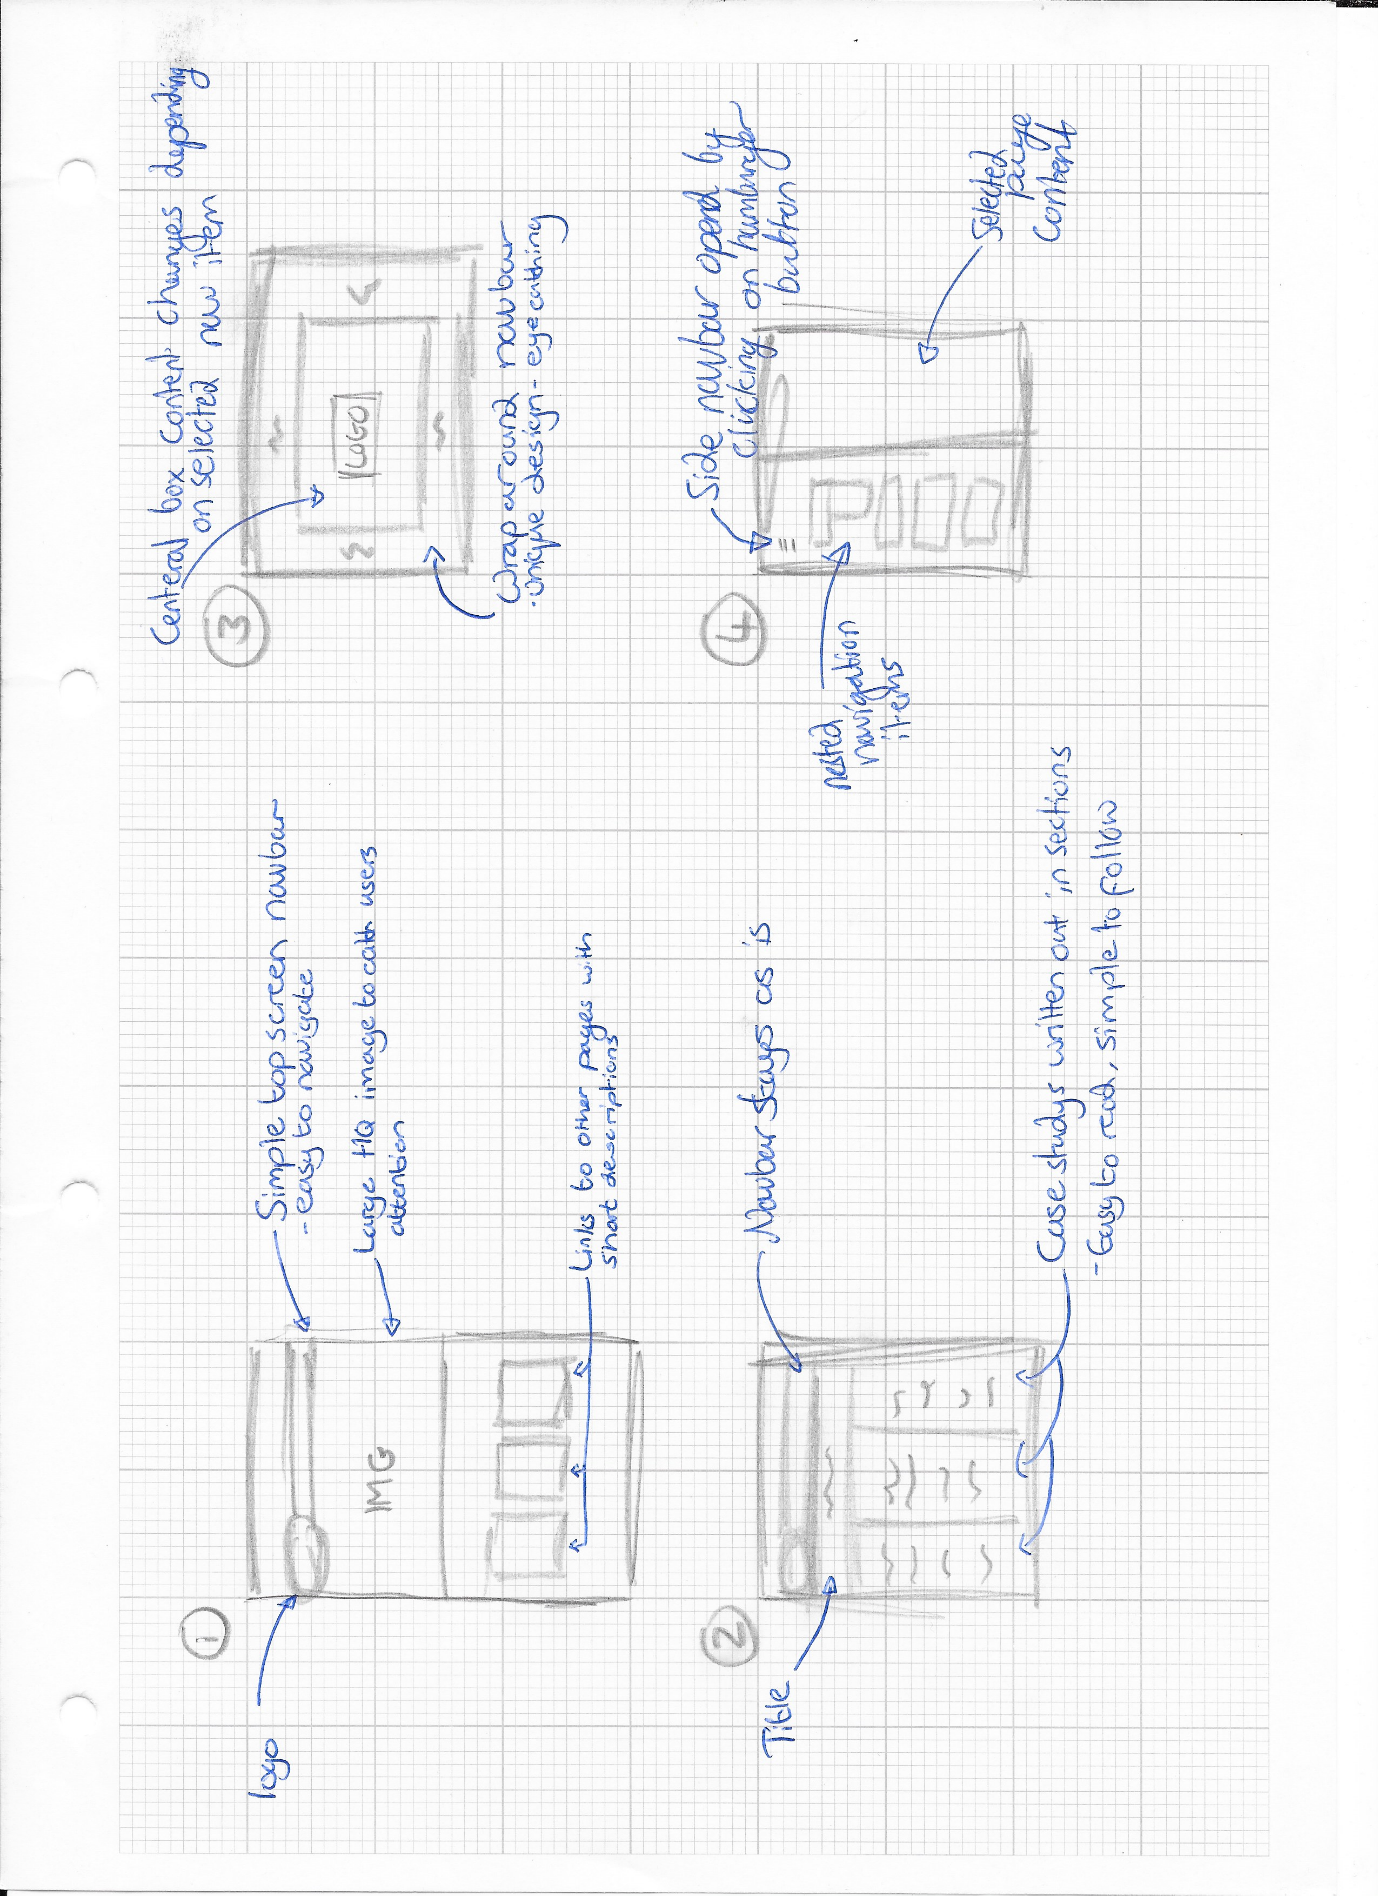 1
logo
Simple top screen navbar
- easy to navigate
Large HQ image to catch users
attention
IMG
Links to other pages with
short descriptions
2
Title
Navbar stays as is
Case studys written out in sections
- Easy to read, simple to follow
3
Centeral box content changes depending
on selected nav item
LOGO
Wrap around navbar
- unique design - eyecatching
4
Side navbar opend by
clicking on hamburger
button
nested
navigation
items
Selected
page
content